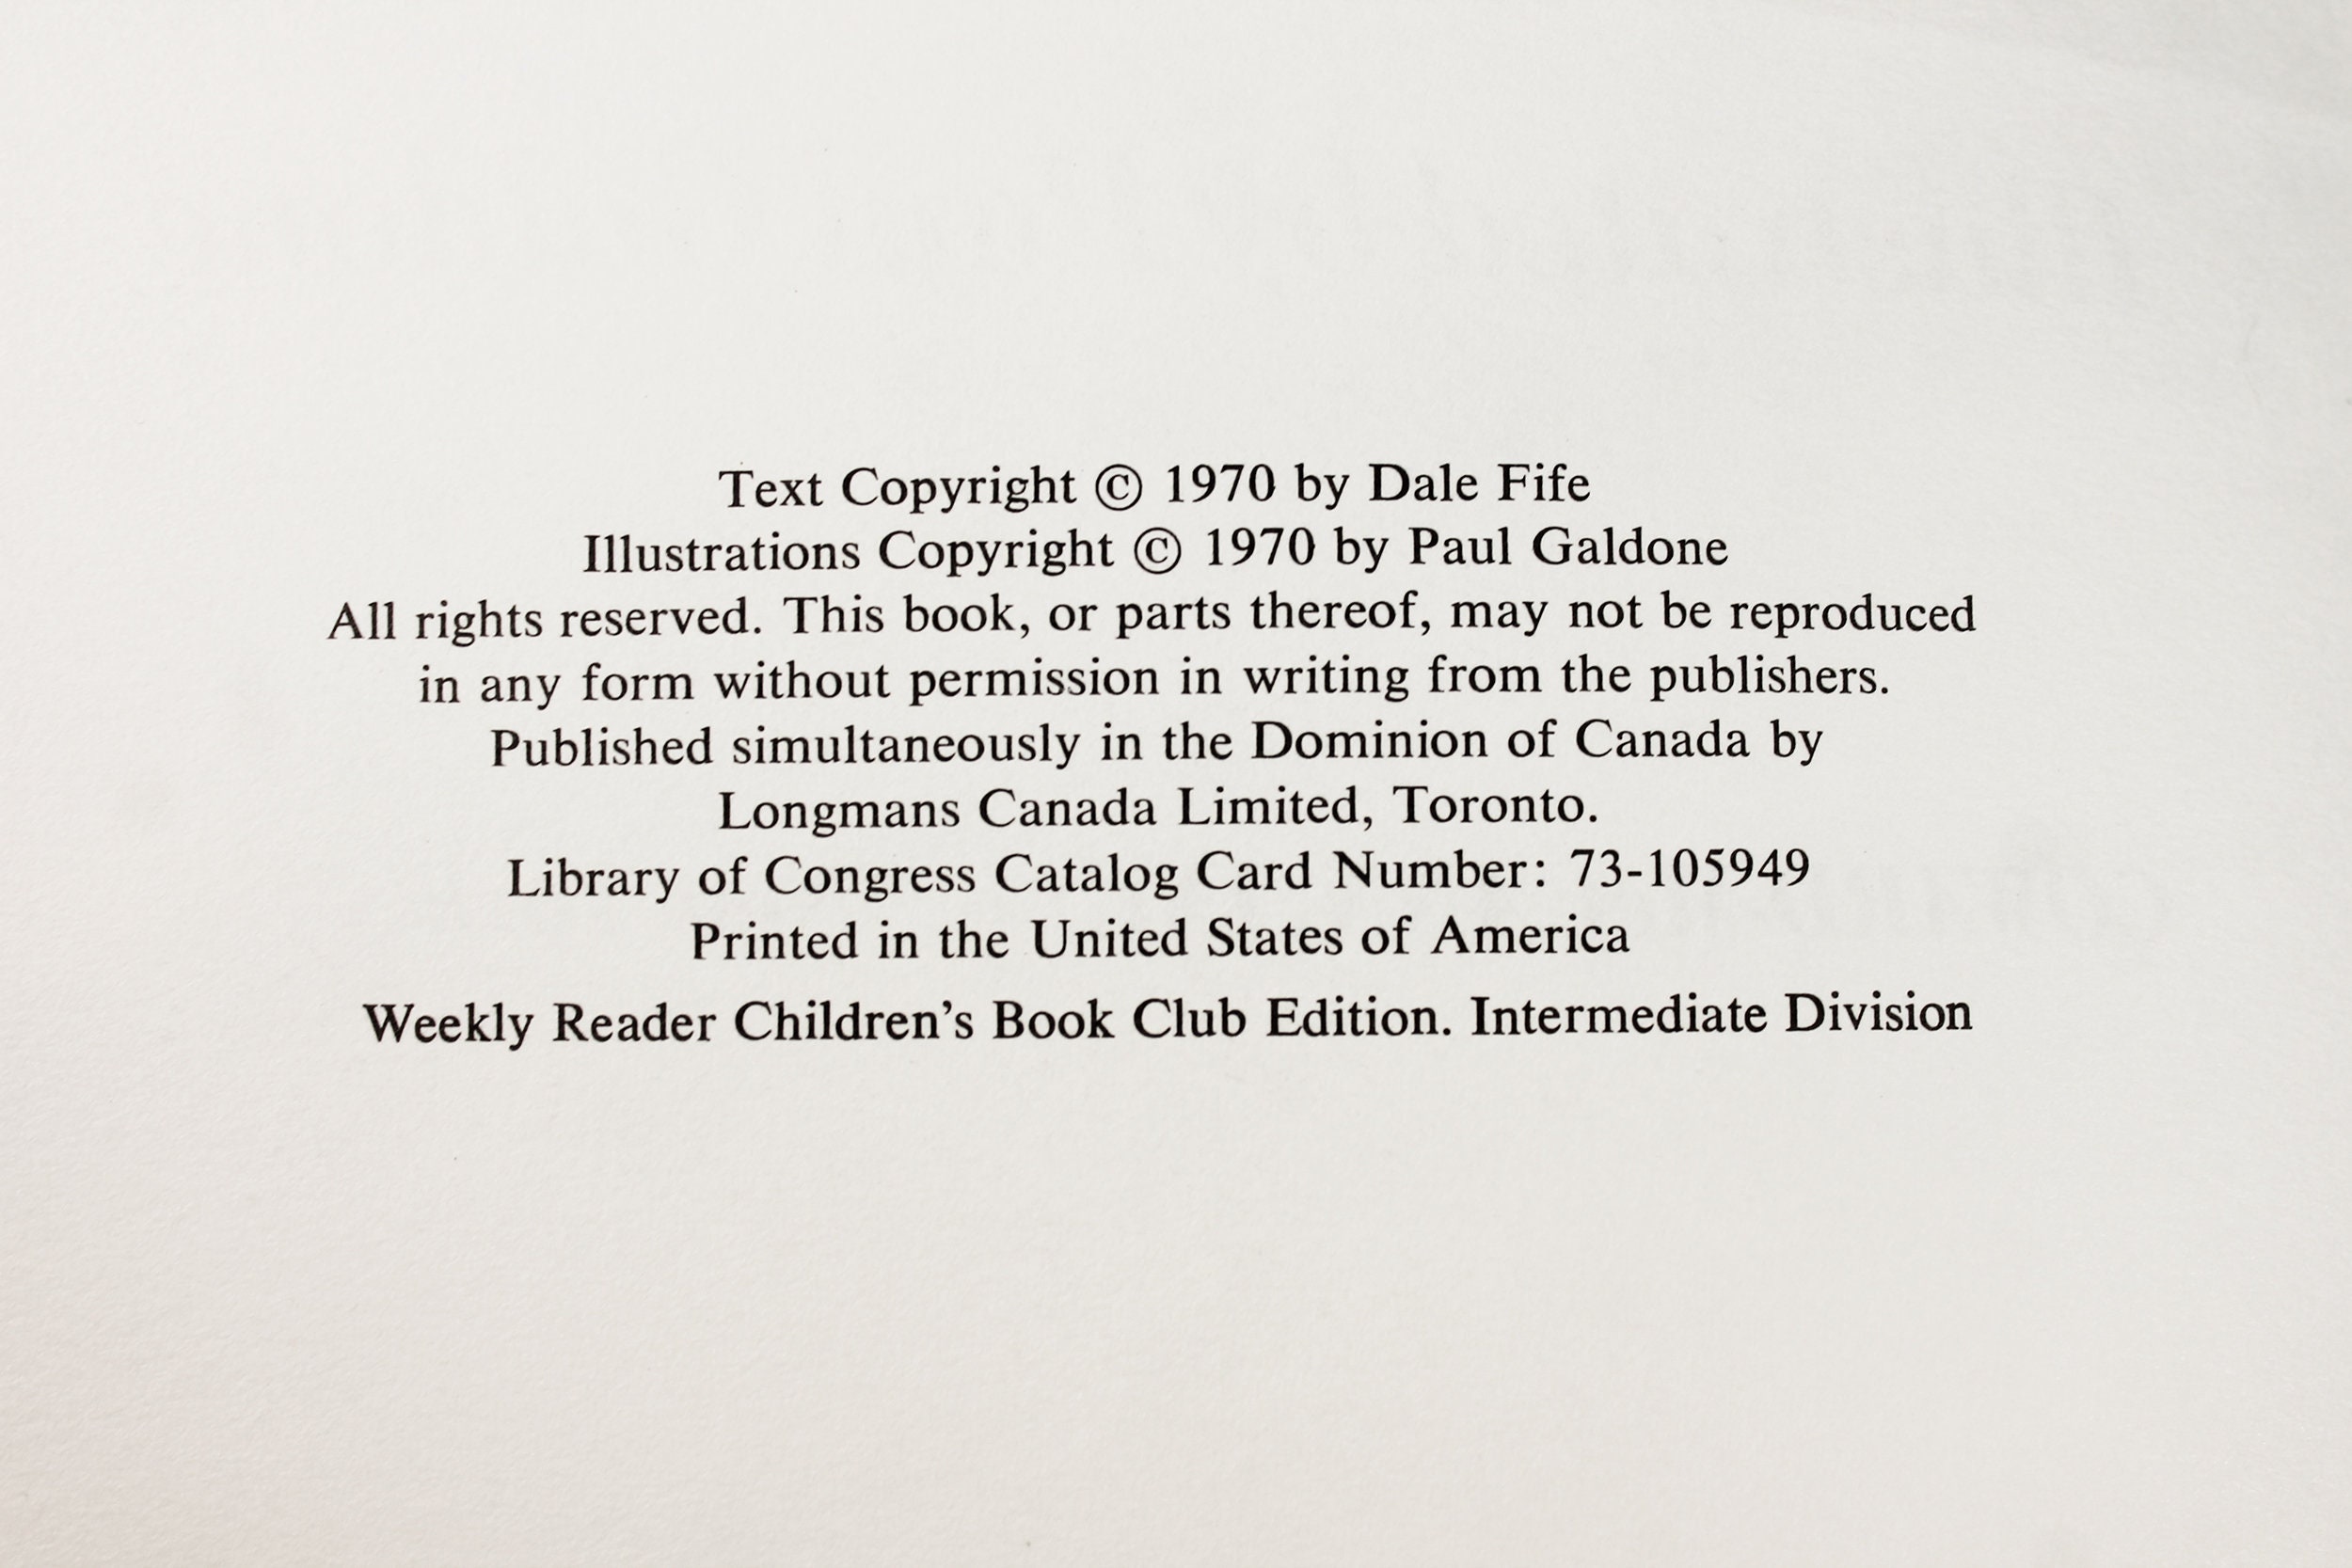 Text Copyright © 1970 by Dale Fife
Illustrations Copyright © 1970 by Paul Galdone
All rights reserved. This book, or parts thereof, may not be reproduced
in any form without permission in writing from the publishers.
Published simultaneously in the Dominion of Canada by
Longmans Canada Limited, Toronto.
Library of Congress Catalog Card Number: 73-105949
Printed in the United States of America
Weekly Reader Children’s Book Club Edition. Intermediate Division